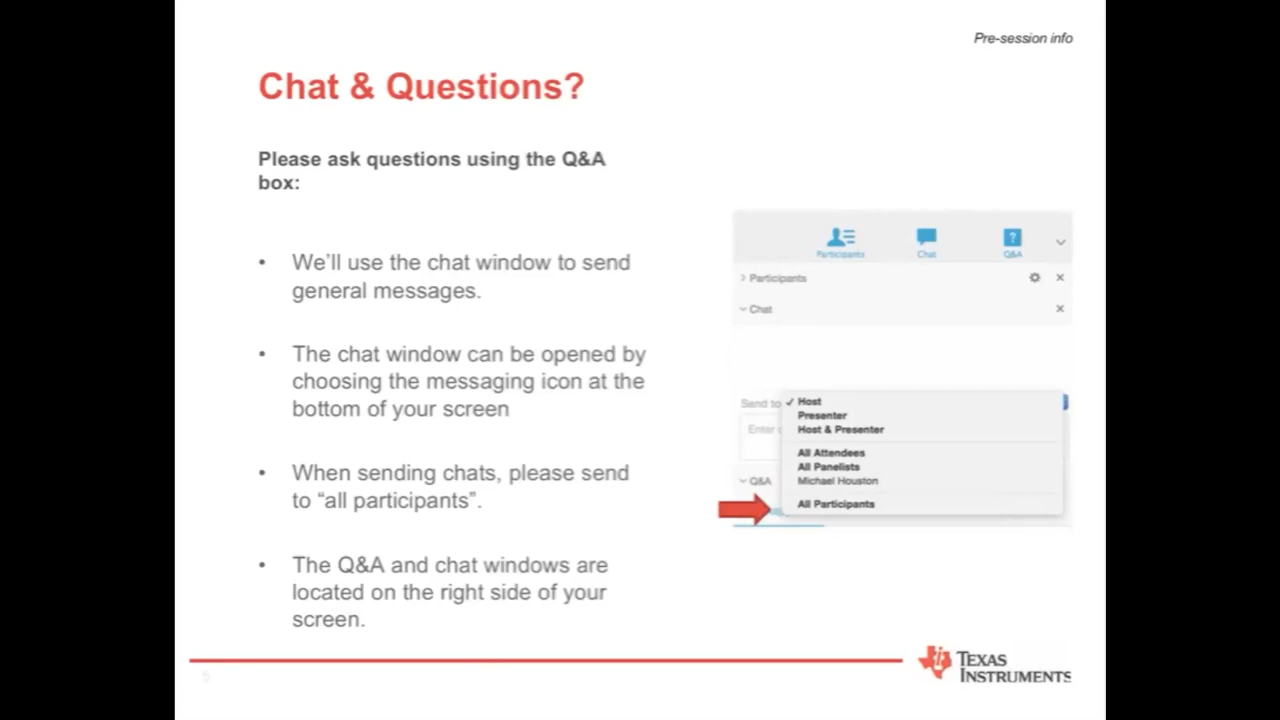 Pre-session info
Chat & Questions?
Please ask questions using the Q&A
box:
• We'll use the chat window to send
general messages.
• The chat window can be opened by
choosing the messaging icon at the
bottom of your screen
• When sending chats, please send
to “all participants”.
• The Q&A and chat windows are
located on the right side of your
screen.
Participants Chat Q&A
Participants
Chat
Send to
Host
Presenter
Host & Presenter
Enter
All Attendees
All Panelists
Michael Houston
Q&A
All Participants
5
TEXAS
INSTRUMENTS